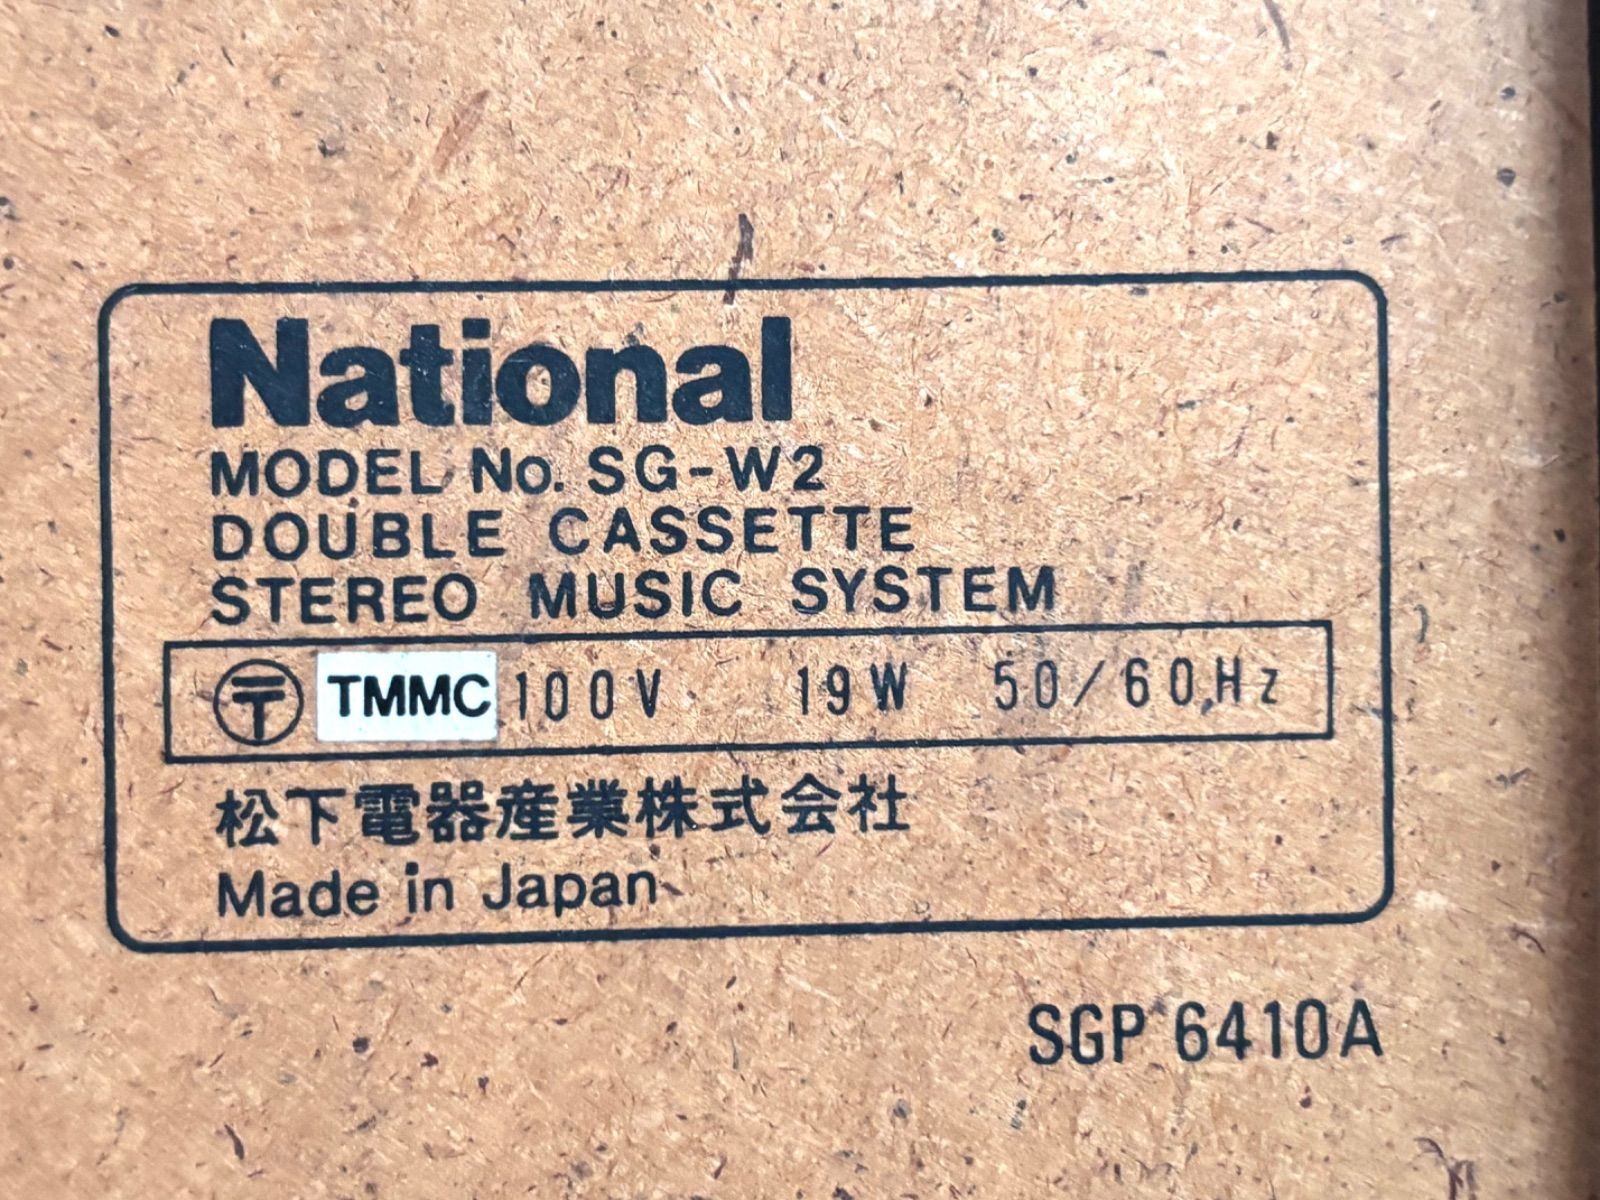 National
MODEL No. SG-W2
DOUBLE CASSETTE
STEREO MUSIC SYSTEM
〶 TMMC 100V 19W 50/60Hz
松下電器産業株式会社
Made in Japan
SGP 6410A